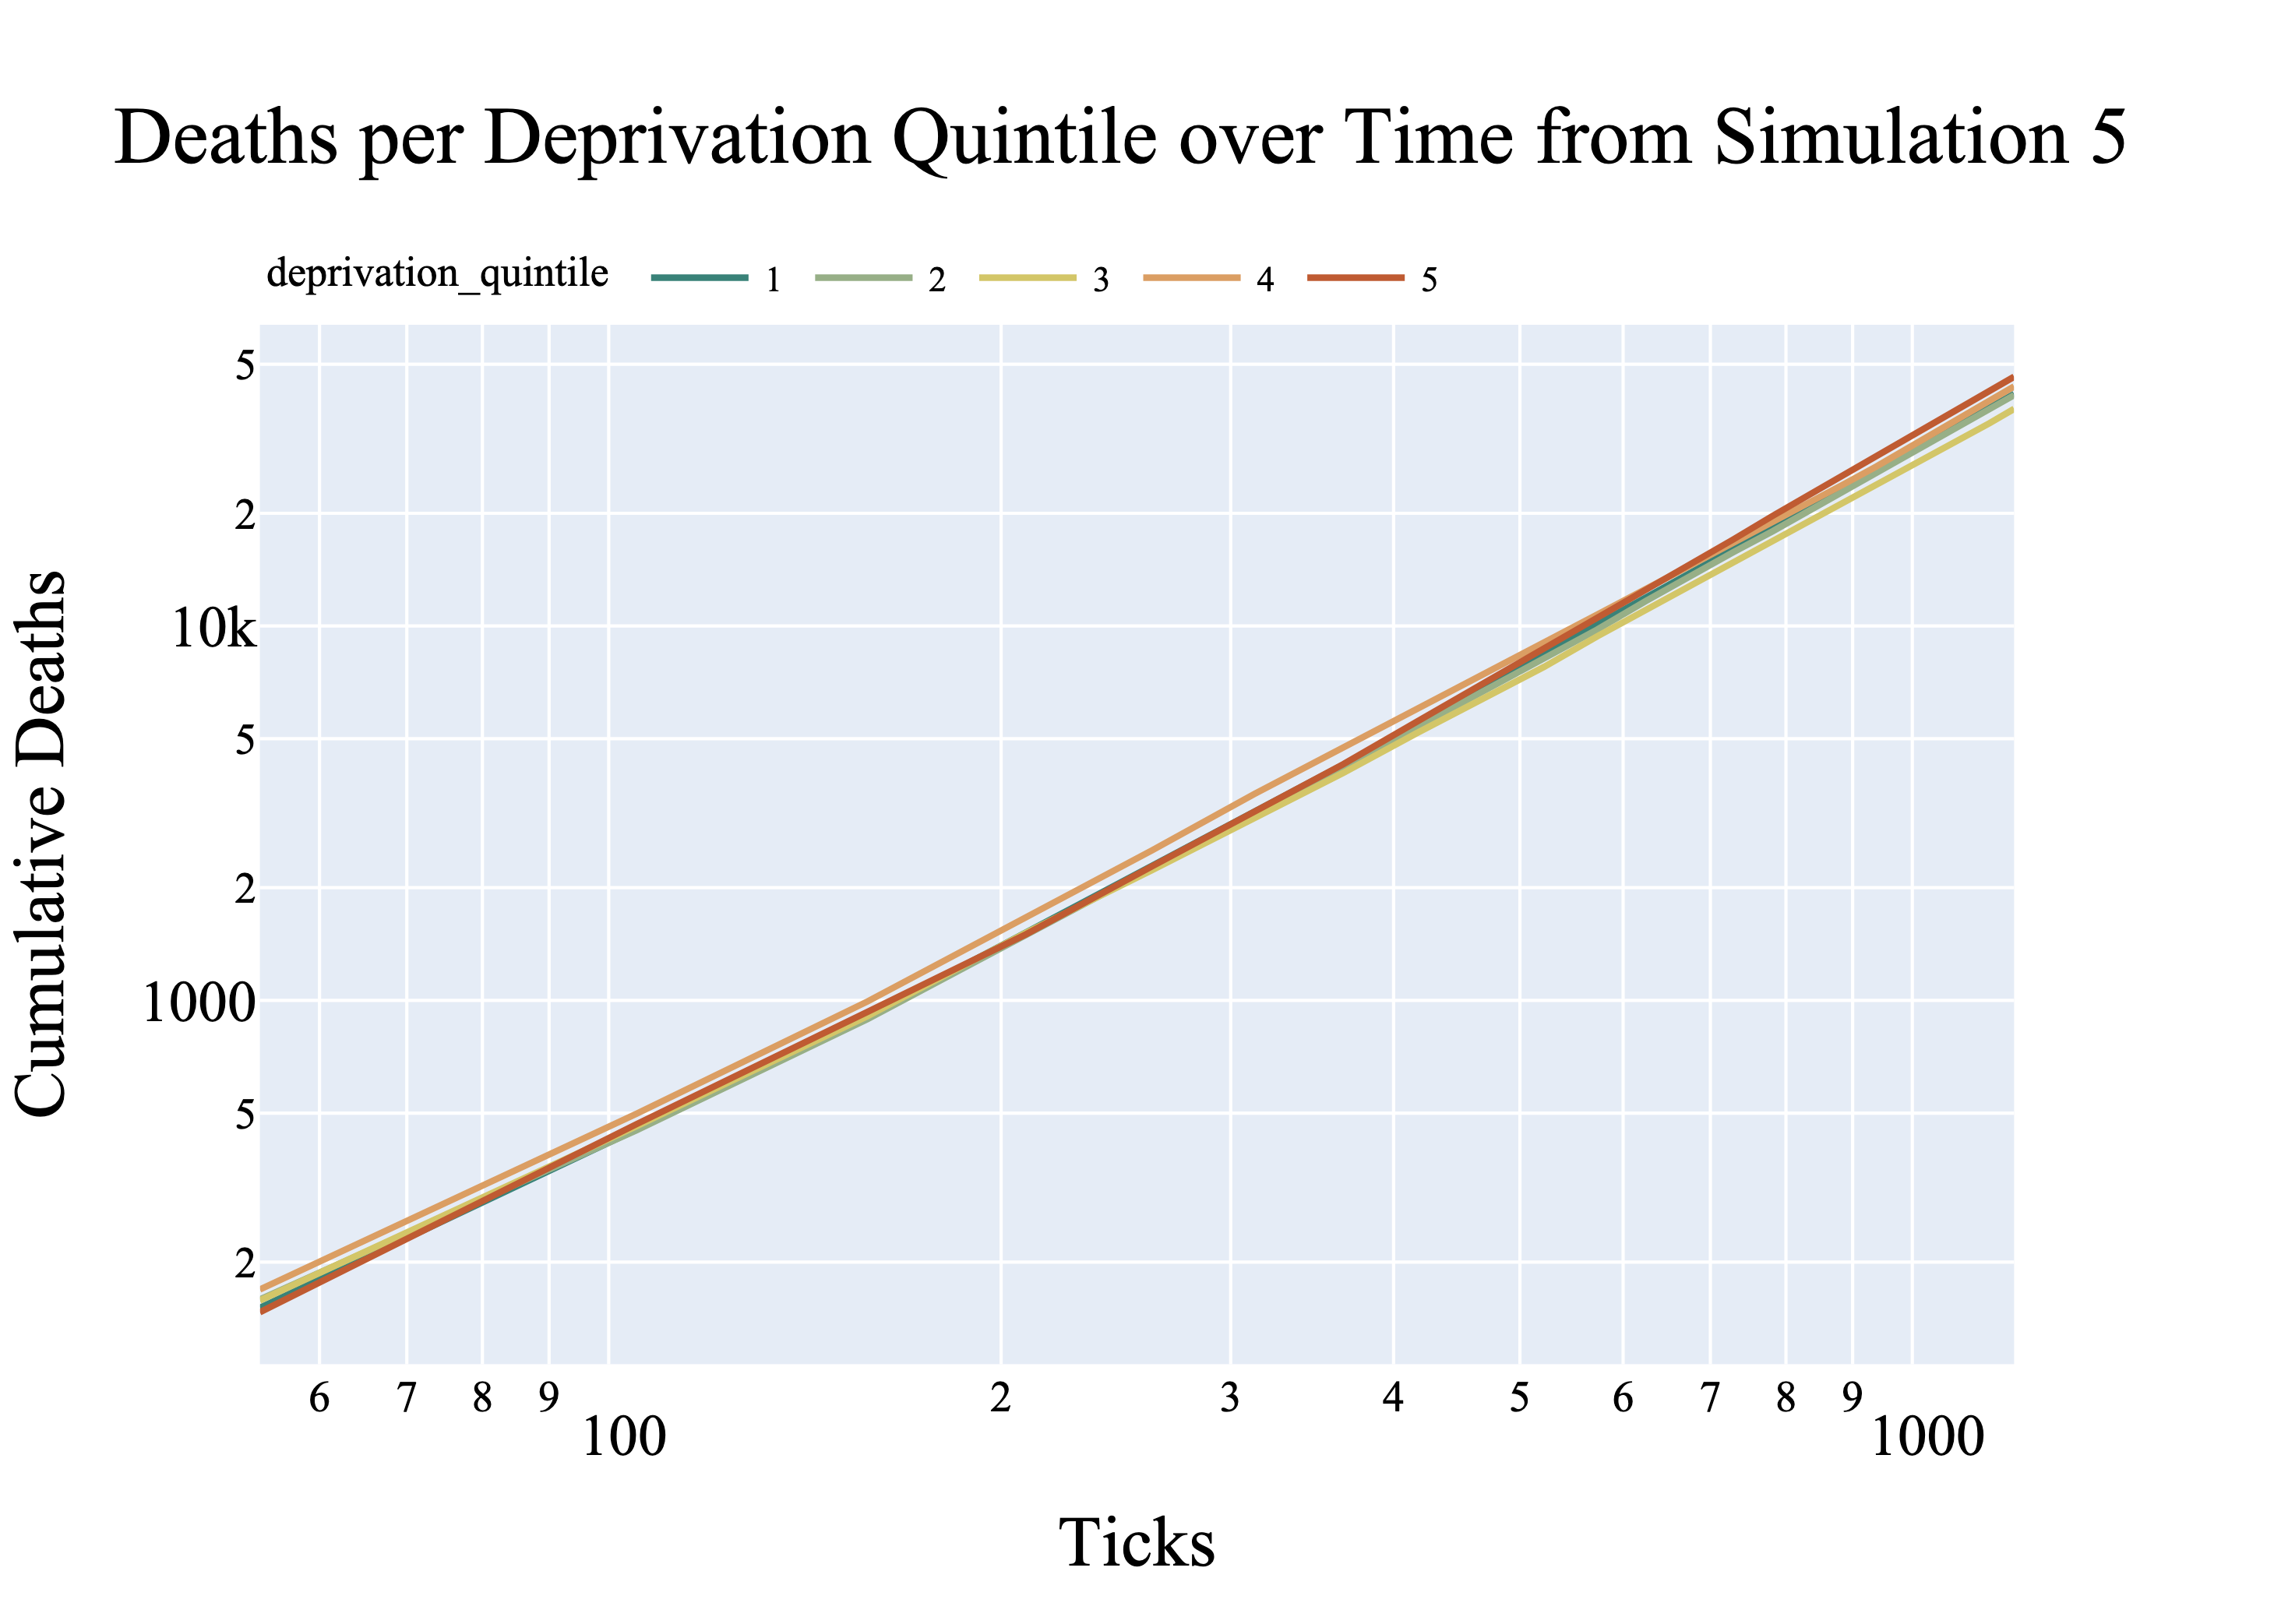 Deaths per Deprivation Quintile over Time from Simulation 5
deprivation_quintile 1 2 3 4 5
5
2
10k
5
2
1000
5
2
Cumulative Deaths
6 7 8 9 2 3 4 5 6 7 8 9
100 1000
Ticks